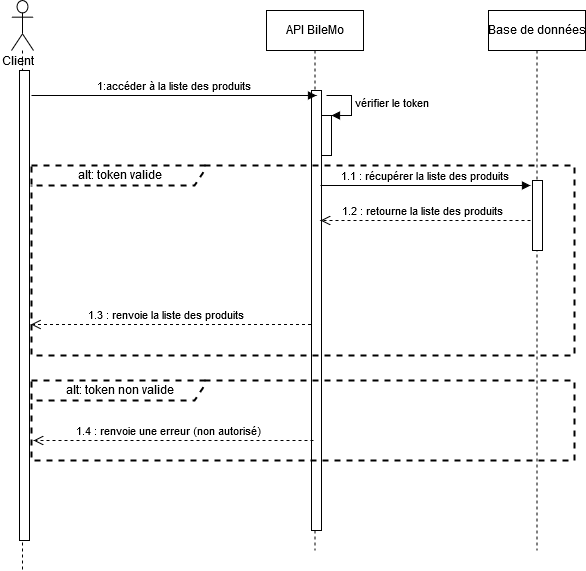 API BileMo
Base de données
Client
1:accéder à la liste des produits
vérifier le token
alt: token valide
1.1 : récupérer la liste des produits
1.2 : retourne la liste des produits
1.3 : renvoie la liste des produits
alt: token non valide
1.4 : renvoie une erreur (non autorisé)